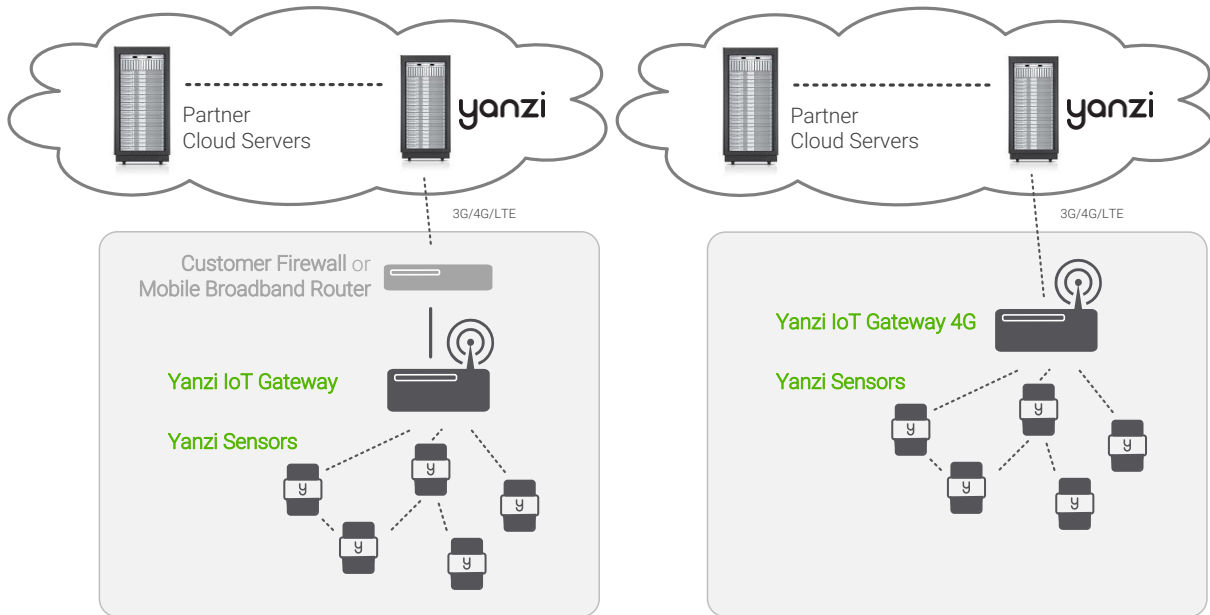 Partner
Cloud Servers
yanzi
3G/4G/LTE
Customer Firewall or
Mobile Broadband Router
Yanzi IoT Gateway
Yanzi Sensors
y
y
y
y
y
Partner
Cloud Servers
yanzi
3G/4G/LTE
Yanzi IoT Gateway 4G
Yanzi Sensors
y
y
y
y
y